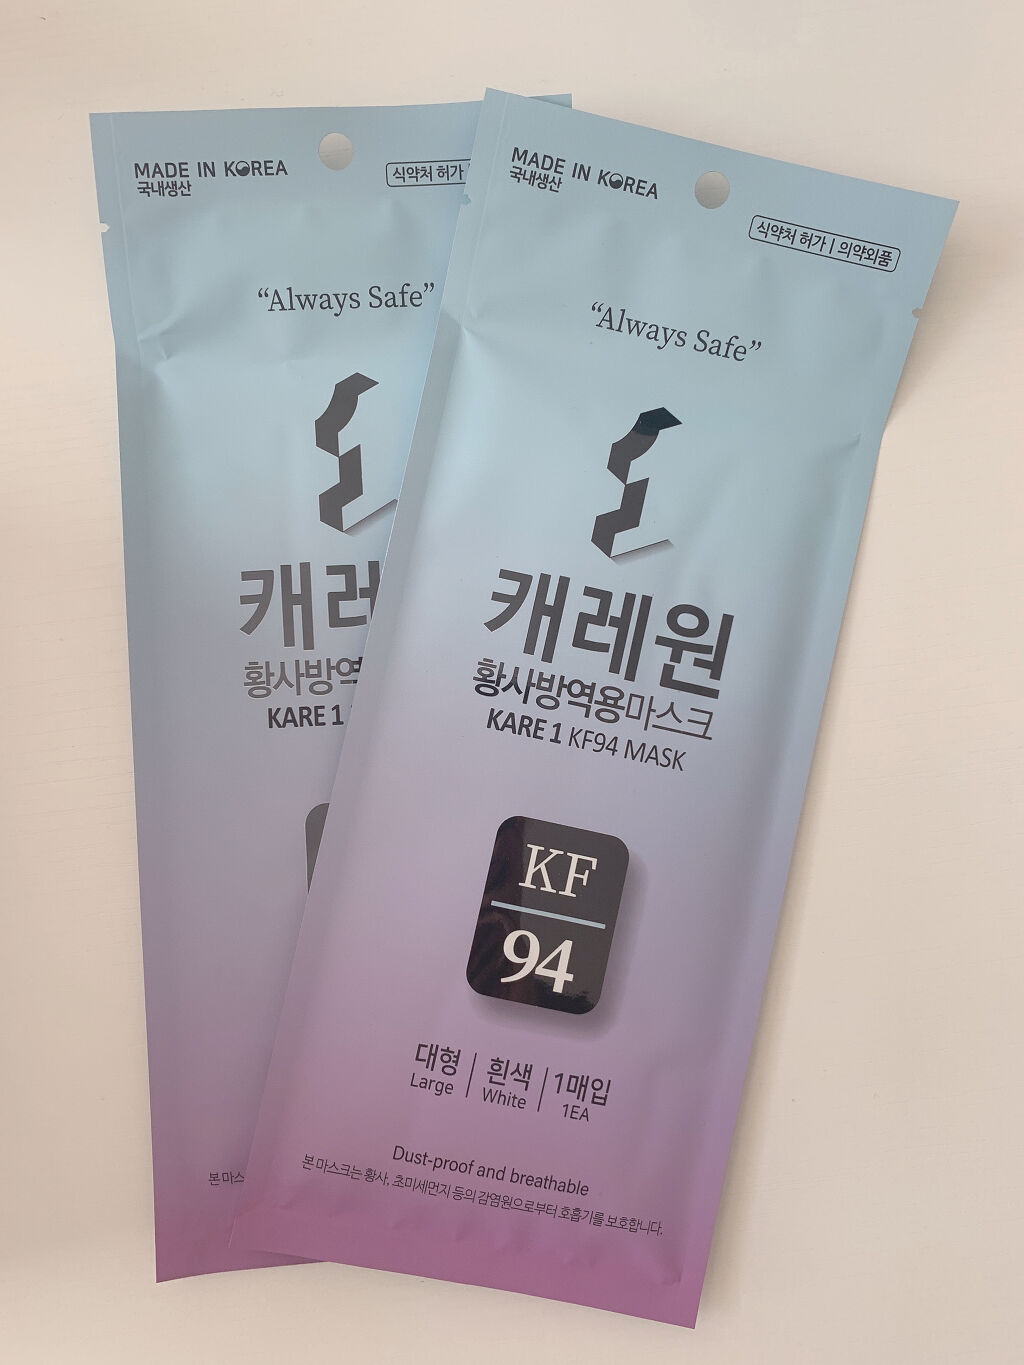 MADE IN KOREA
국내생산
식약처 허가
"Always Safe"
캐레
황사방역
KARE 1
본 마스
MADE IN KOREA
국내생산
식약처 허가 | 의약외품
"Always Safe"
캐레원
황사방역용마스크
KARE 1 KF94 MASK
KF
94
대형 | 흰색 | 1매입
Large White 1EA
Dust-proof and breathable
본 마스크는 황사, 초미세먼지 등의 감염원으로부터 호흡기를 보호합니다.